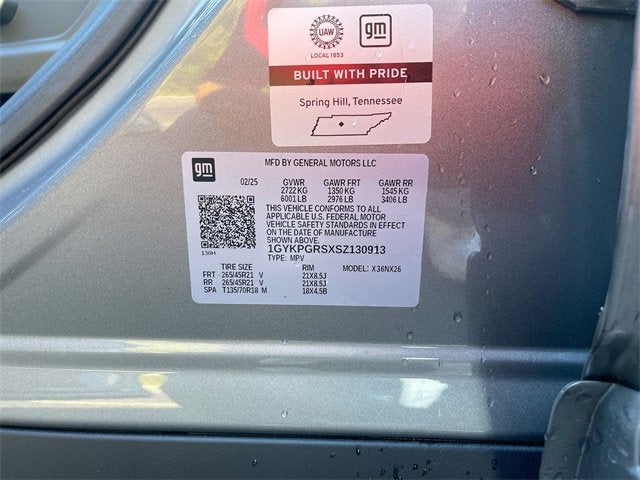 UAW
LOCAL 1853
gm
BUILT WITH PRIDE
Spring Hill, Tennessee
gm
MFD BY GENERAL MOTORS LLC
02/25 GVWR GAWR FRT GAWR RR
2722 KG 1350 KG 1545 KG
6001 LB 2976 LB 3406 LB
THIS VEHICLE CONFORMS TO ALL
APPLICABLE U.S. FEDERAL MOTOR
VEHICLE SAFETY STANDARDS IN EFFECT
ON THE DATE OF MANUFACTURE
SHOWN ABOVE.
130H
1GYKPGRSXSZ130913
TYPE: MPV
TIRE SIZE RIM MODEL: X36NX26
FRT 265/45R21 V 21X8.5J
RR 265/45R21 V 21X8.5J
SPA T135/70R18 M 18X4.5B